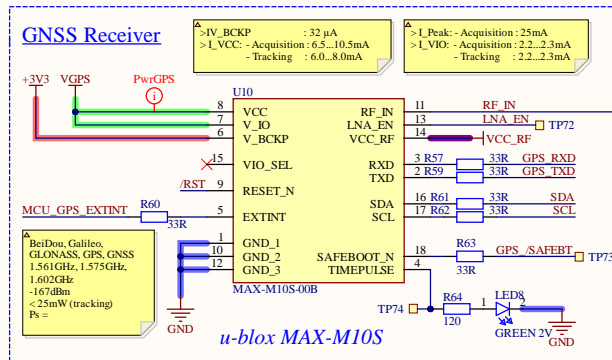 GNSS Receiver
>IV_BCKP : 32 µA
>I_VCC: - Acquisition : 6.5...10.5mA
- Tracking : 6.0...8.0mA
>I_Peak: - Acquisition : 25mA
>I_VIO: - Acquisition : 2.2...2.3mA
- Tracking : 2.2...2.3mA
+3V3 VGPS PwrGPS
i
U10
8 VCC RF_IN 11 RF_IN
7 V_IO LNA_EN 13 LNA_EN TP72
6 V_BCKP VCC_RF 14 VCC_RF
15 VIO_SEL RXD 3 R57 33R GPS_RXD
TXD 2 R59 33R GPS_TXD
/RST 9 RESET_N
SDA 16 R61 33R SDA
MCU_GPS_EXTINT R60 33R 5 EXTINT SCL 17 R62 33R SCL
1 GND_1
10 GND_2 SAFEBOOT_N 18 R63 33R GPS_/SAFEBT TP73
12 GND_3 TIMEPULSE 4
MAX-M10S-00B
GND
BeiDou, Galileo,
GLONASS, GPS, GNSS
1.561GHz, 1.575GHz,
1.602GHz
-167dBm
< 25mW (tracking)
Ps =
TP74 R64 120 1 LED8 2
GREEN 2V
GND
u-blox MAX-M10S